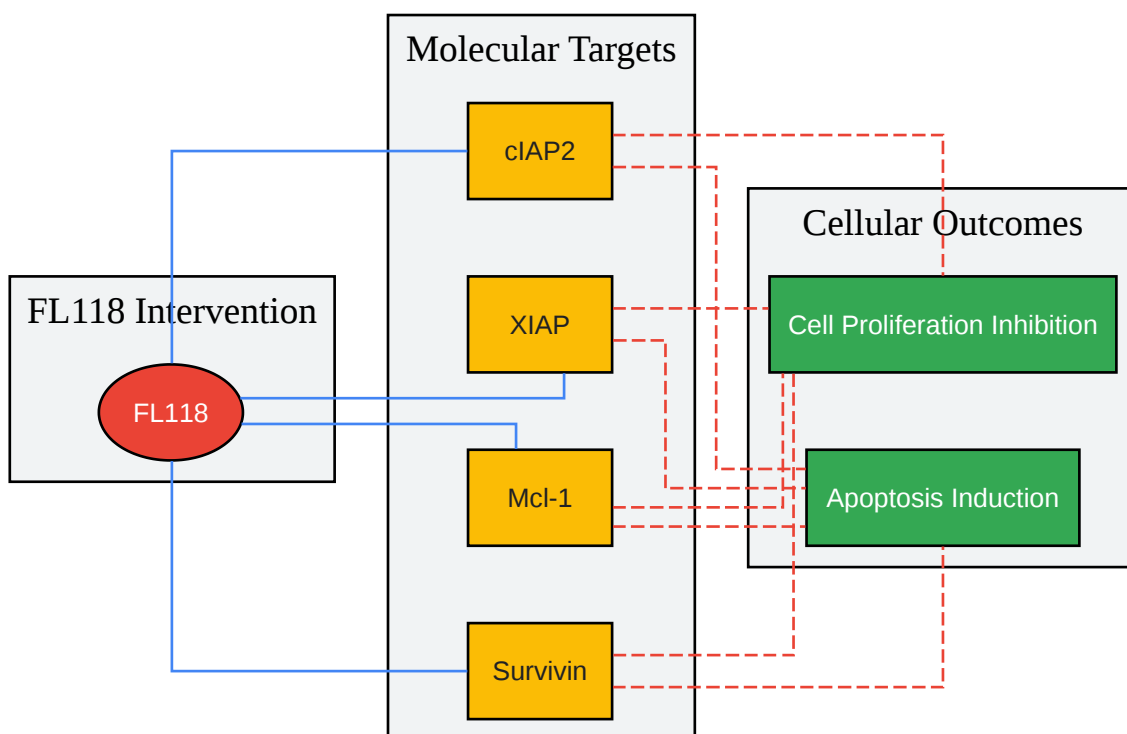 Molecular Targets
cIAP2
Cellular Outcomes
FL118 Intervention
XIAP
Cell Proliferation Inhibition
FL118
Mcl-1
Apoptosis Induction
Survivin